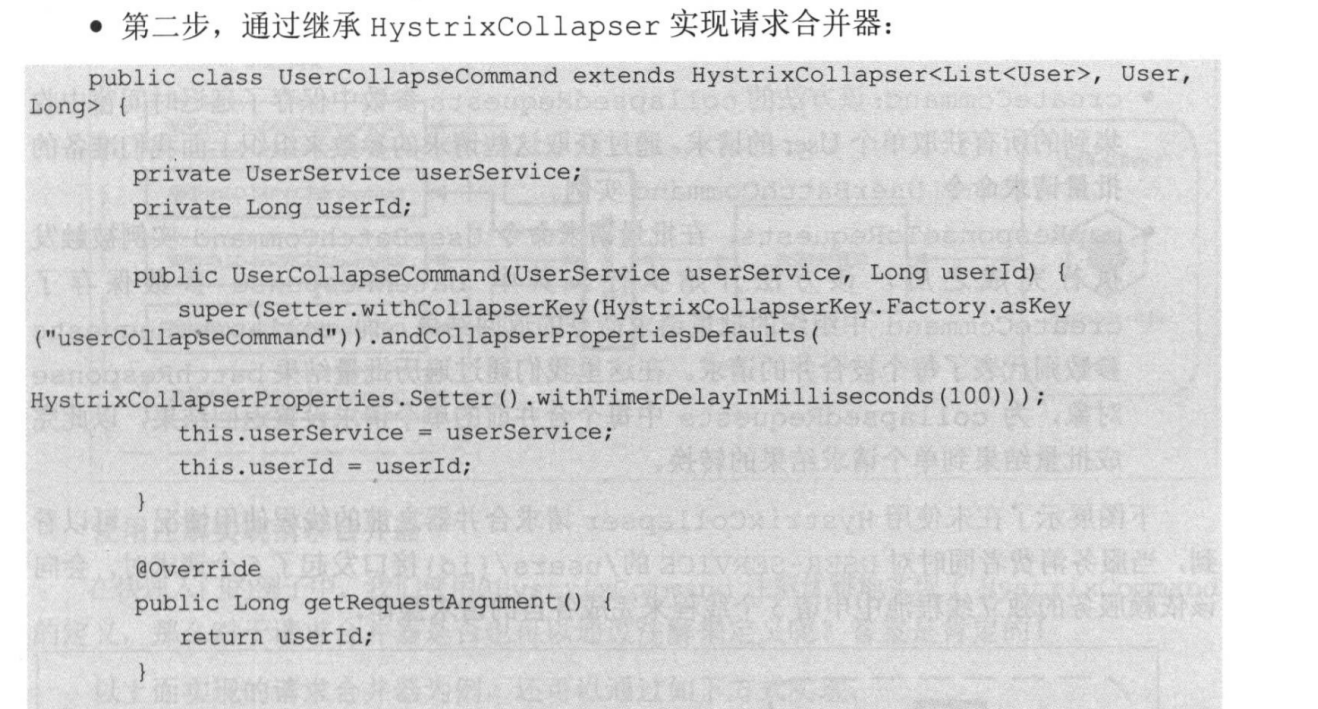 • 第二步，通过继承 HystrixCollapser 实现请求合并器：
public class UserCollapseCommand extends HystrixCollapser<List<User>, User,
Long> {
private UserService userService;
private Long userId;
public UserCollapseCommand(UserService userService, Long userId) {
super(Setter.withCollapserKey(HystrixCollapserKey.Factory.asKey
("userCollapseCommand")).andCollapserPropertiesDefaults(
HystrixCollapserProperties.Setter().withTimerDelayInMilliseconds(100)));
this.userService = userService;
this.userId = userId;
}
@Override
public Long getRequestArgument() {
return userId;
}